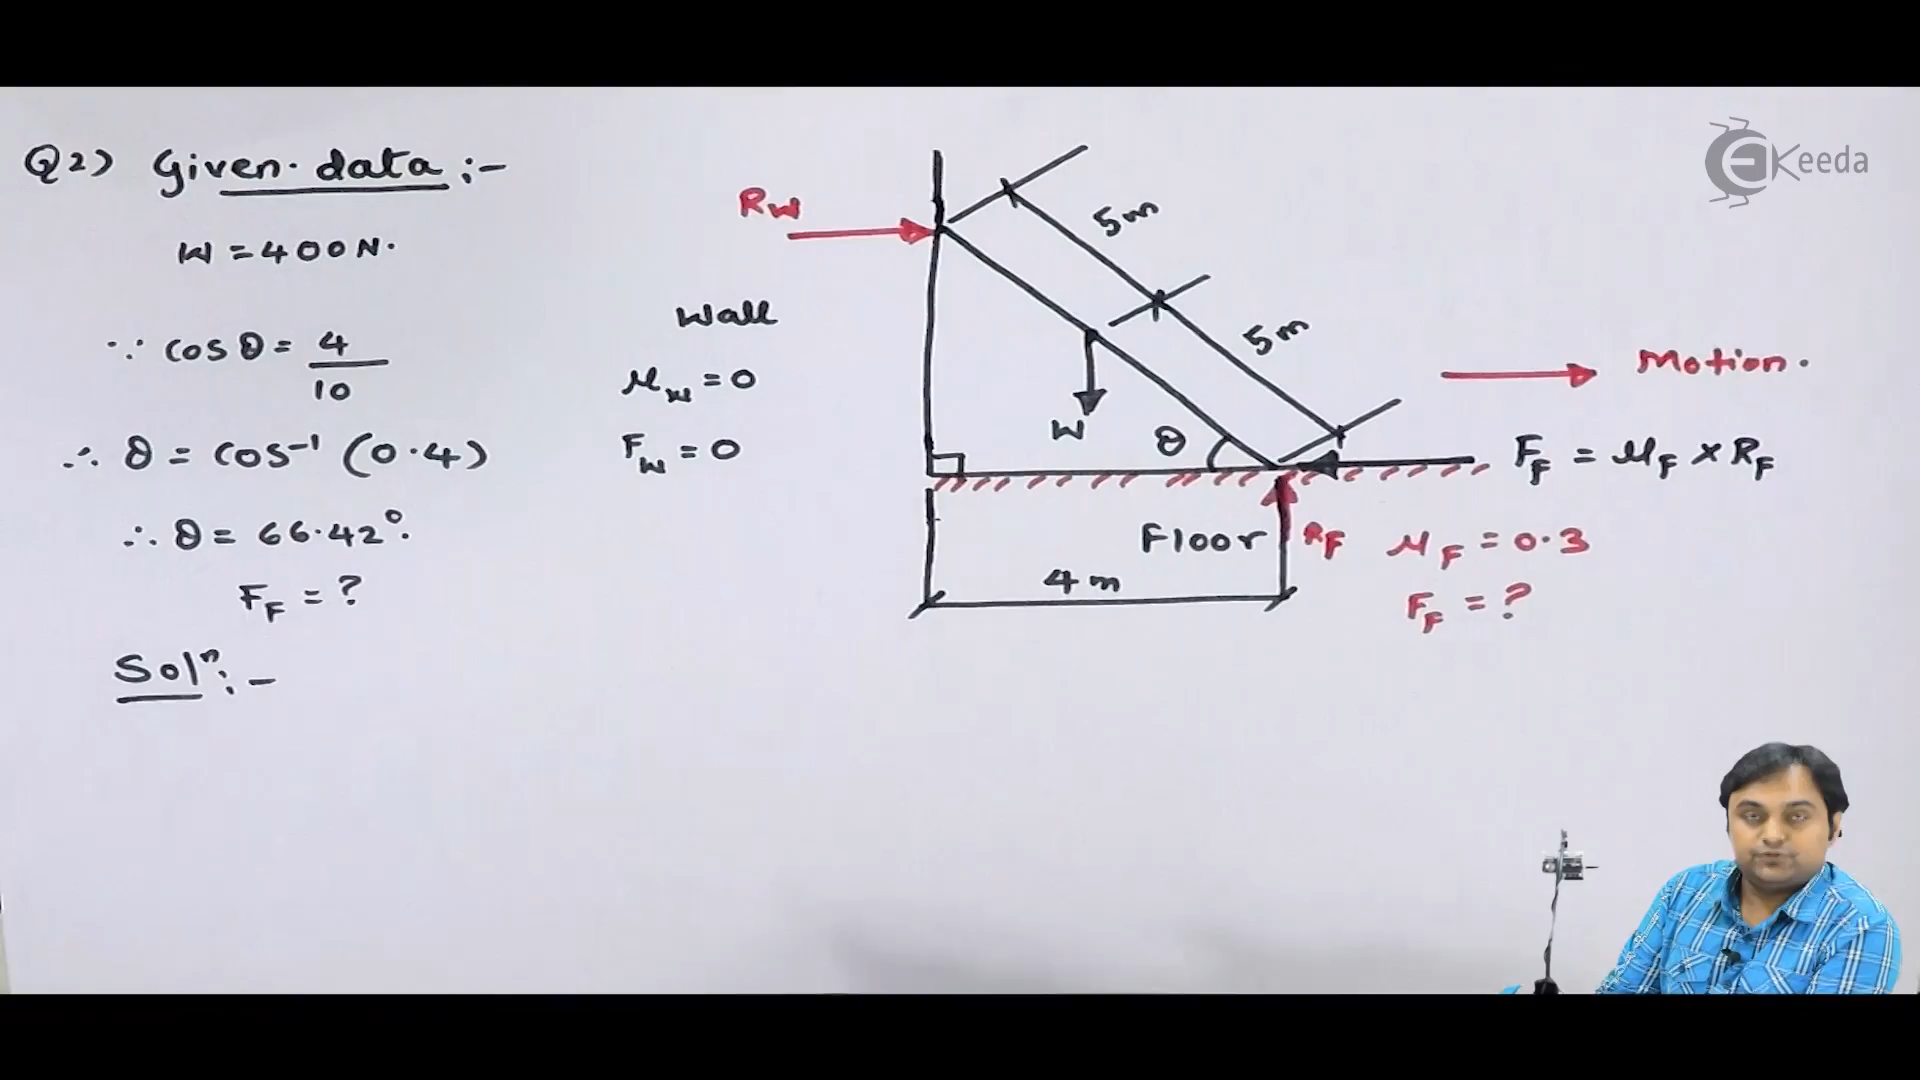 Q2) Given data :-
W = 400 N.
∵ cos θ = 4/10
∴ θ = cos⁻¹ (0.4)
∴ θ = 66.42°.
F_F = ?
Solⁿ :-
Wall
μ_w = 0
F_w = 0
R_W
5m
5m
W
θ
Floor
R_F
4 m
Motion.
F_F = μ_F × R_F
μ_F = 0.3
F_F = ?
eKeeda